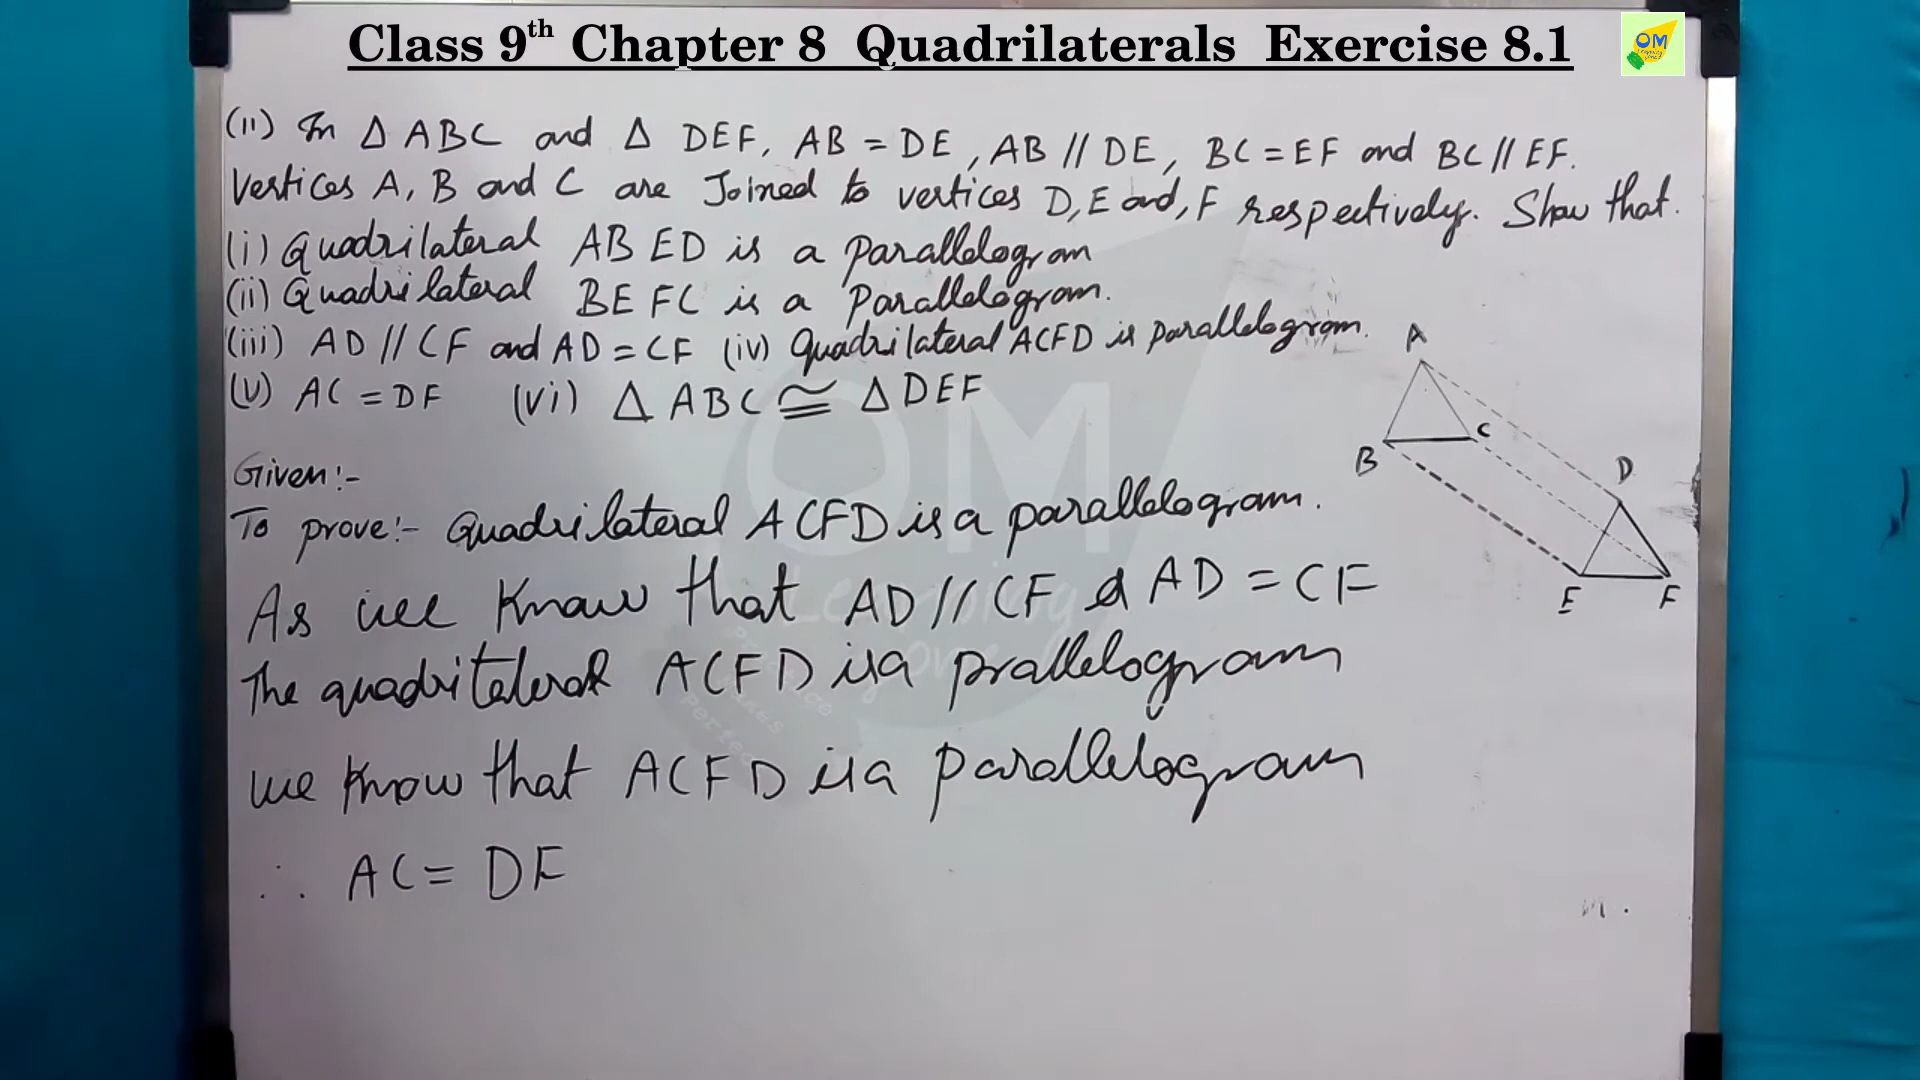 Class 9th Chapter 8 Quadrilaterals Exercise 8.1
OM
(11) In Δ ABC and Δ DEF, AB = DE, AB // DE, BC = EF and BC // EF.
Vertices A, B and C are Joined to vertices D, E and, F respectively. Show that.
(i) Quadrilateral ABED is a parallelogram
(ii) Quadrilateral BEFC is a Parallelogram.
(iii) AD // CF and AD = CF (iv) Quadrilateral ACFD is parallelogram.
(v) AC = DF (vi) Δ ABC ≅ Δ DEF
A
B
C
D
E
F
Given:-
To prove:- Quadrilateral ACFD is a parallelogram.
As we Know that AD // CF & AD = CF
The quadriteleral ACFD is a prallelogram
we know that ACFD is a parallelogram
∴ AC = DF
OM
Learning